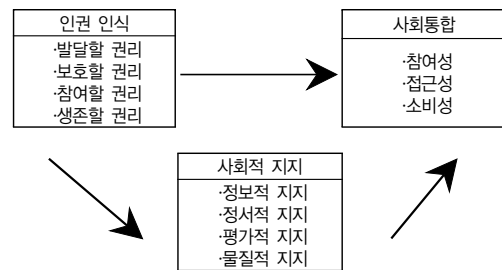 인권 인식
·발달할 권리
·보호할 권리
·참여할 권리
·생존할 권리
사회통합
·참여성
·접근성
·소비성
사회적 지지
·정보적 지지
·정서적 지지
·평가적 지지
·물질적 지지